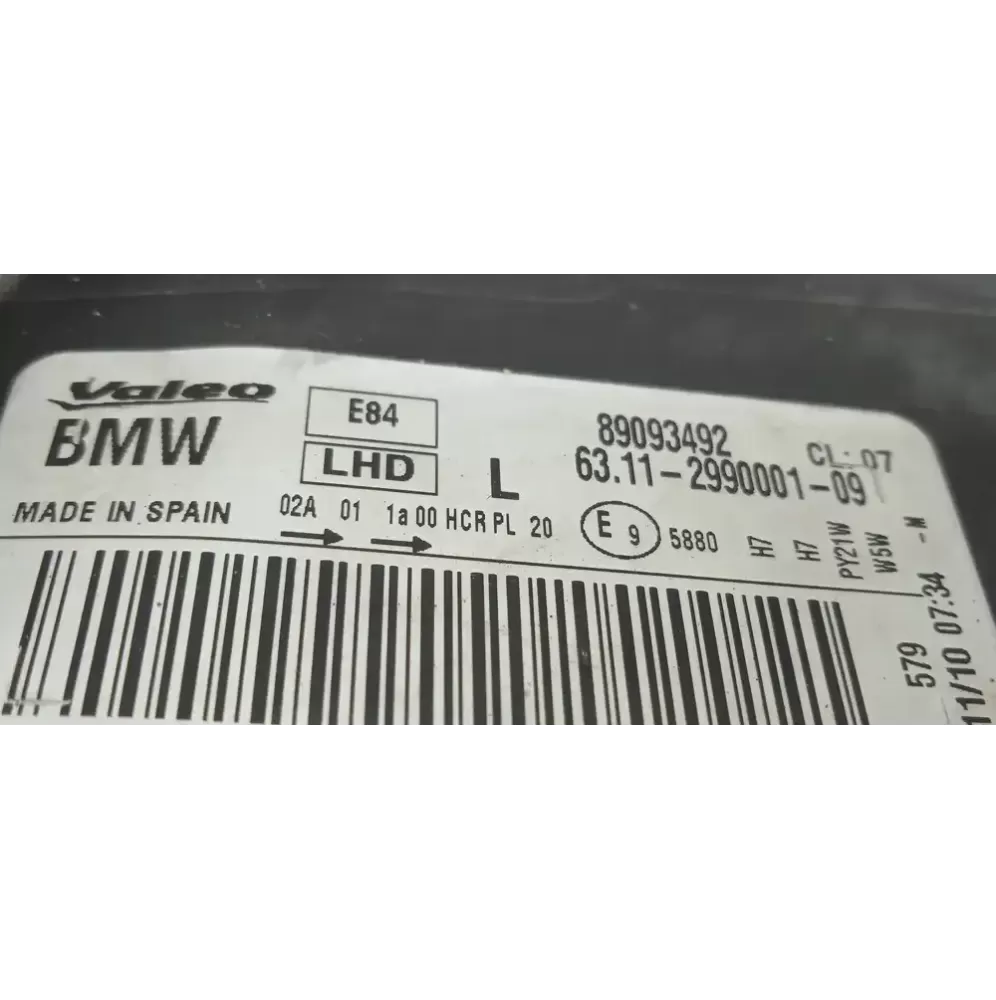 Valeo
BMW
E84
LHD
L
89093492
63.11-2990001-09
CL: 07
MADE IN SPAIN
02A 01 1a 00 HCR PL 20
E 9 5880
H7
H7
PY21W
W5W
-M
579
11/10 07:34